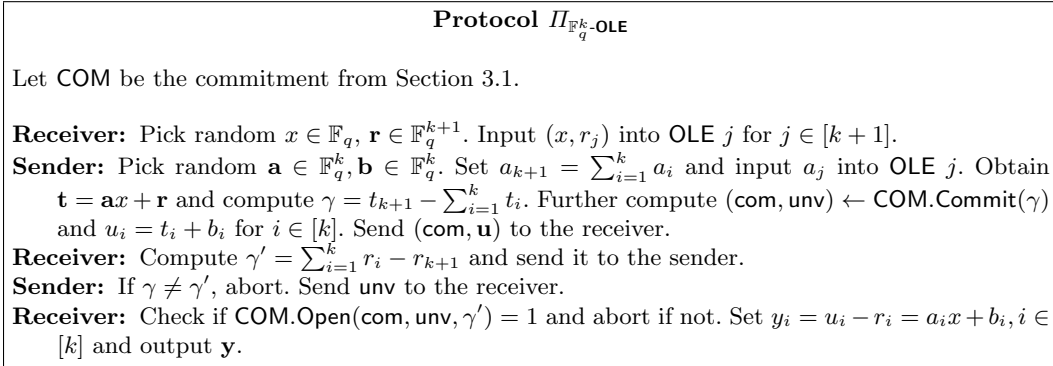 Protocol Π_{𝔽_q^k-OLE}
Let COM be the commitment from Section 3.1.
Receiver: Pick random x ∈ 𝔽_q, r ∈ 𝔽_q^{k+1}. Input (x, r_j) into OLE j for j ∈ [k + 1].
Sender: Pick random a ∈ 𝔽_q^k, b ∈ 𝔽_q^k. Set a_{k+1} = ∑_{i=1}^k a_i and input a_j into OLE j. Obtain
t = ax + r and compute γ = t_{k+1} − ∑_{i=1}^k t_i. Further compute (com, unv) ← COM.Commit(γ)
and u_i = t_i + b_i for i ∈ [k]. Send (com, u) to the receiver.
Receiver: Compute γ′ = ∑_{i=1}^k r_i − r_{k+1} and send it to the sender.
Sender: If γ ≠ γ′, abort. Send unv to the receiver.
Receiver: Check if COM.Open(com, unv, γ′) = 1 and abort if not. Set y_i = u_i − r_i = a_i x + b_i, i ∈
[k] and output y.